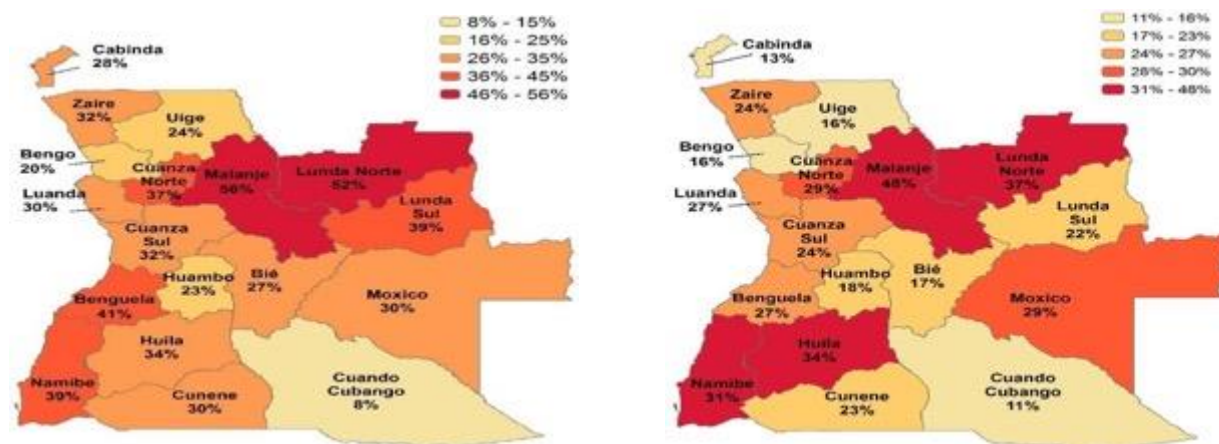 8% - 15%
16% - 25%
26% - 35%
36% - 45%
46% - 56%
Cabinda
28%
Zaire
32%
Uige
24%
Bengo
20%
Cuanza
Norte
37%
Malanje
56%
Lunda Norte
52%
Luanda
30%
Lunda
Sul
39%
Cuanza
Sul
32%
Huambo
23%
Bié
27%
Benguela
41%
Moxico
30%
Huila
34%
Namibe
39%
Cunene
30%
Cuando
Cubango
8%
11% - 16%
17% - 23%
24% - 27%
28% - 30%
31% - 48%
Cabinda
13%
Zaire
24%
Uige
16%
Bengo
16%
Cuanza
Norte
29%
Malanje
48%
Lunda
Norte
37%
Luanda
27%
Lunda
Sul
22%
Cuanza
Sul
24%
Huambo
18%
Bié
17%
Benguela
27%
Moxico
29%
Huila
34%
Namibe
31%
Cunene
23%
Cuando
Cubango
11%